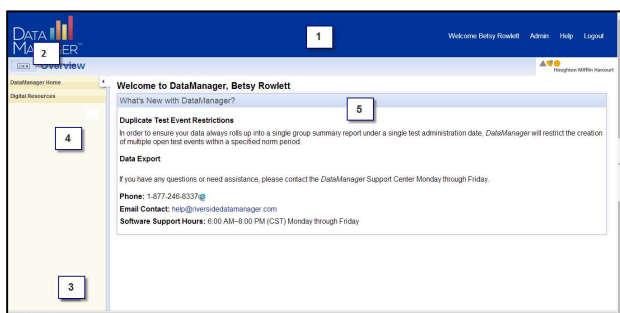 DATA
MANAGER™
1
Welcome Betsy Rowlett Admin Help Logout
2
Overview
Houghton Mifflin Harcourt
DataManager Home
Digital Resources
4
3
Welcome to DataManager, Betsy Rowlett
What's New with DataManager?
5
Duplicate Test Event Restrictions
In order to ensure your data always rolls up into a single group summary report under a single test administration date, DataManager will restrict the creation
of multiple open test events within a specified norm period.
Data Export
If you have any questions or need assistance, please contact the DataManager Support Center Monday through Friday.
Phone: 1-877-246-8337
Email Contact: help@riversidedatamanager.com
Software Support Hours: 6:00 AM–8:00 PM (CST) Monday through Friday